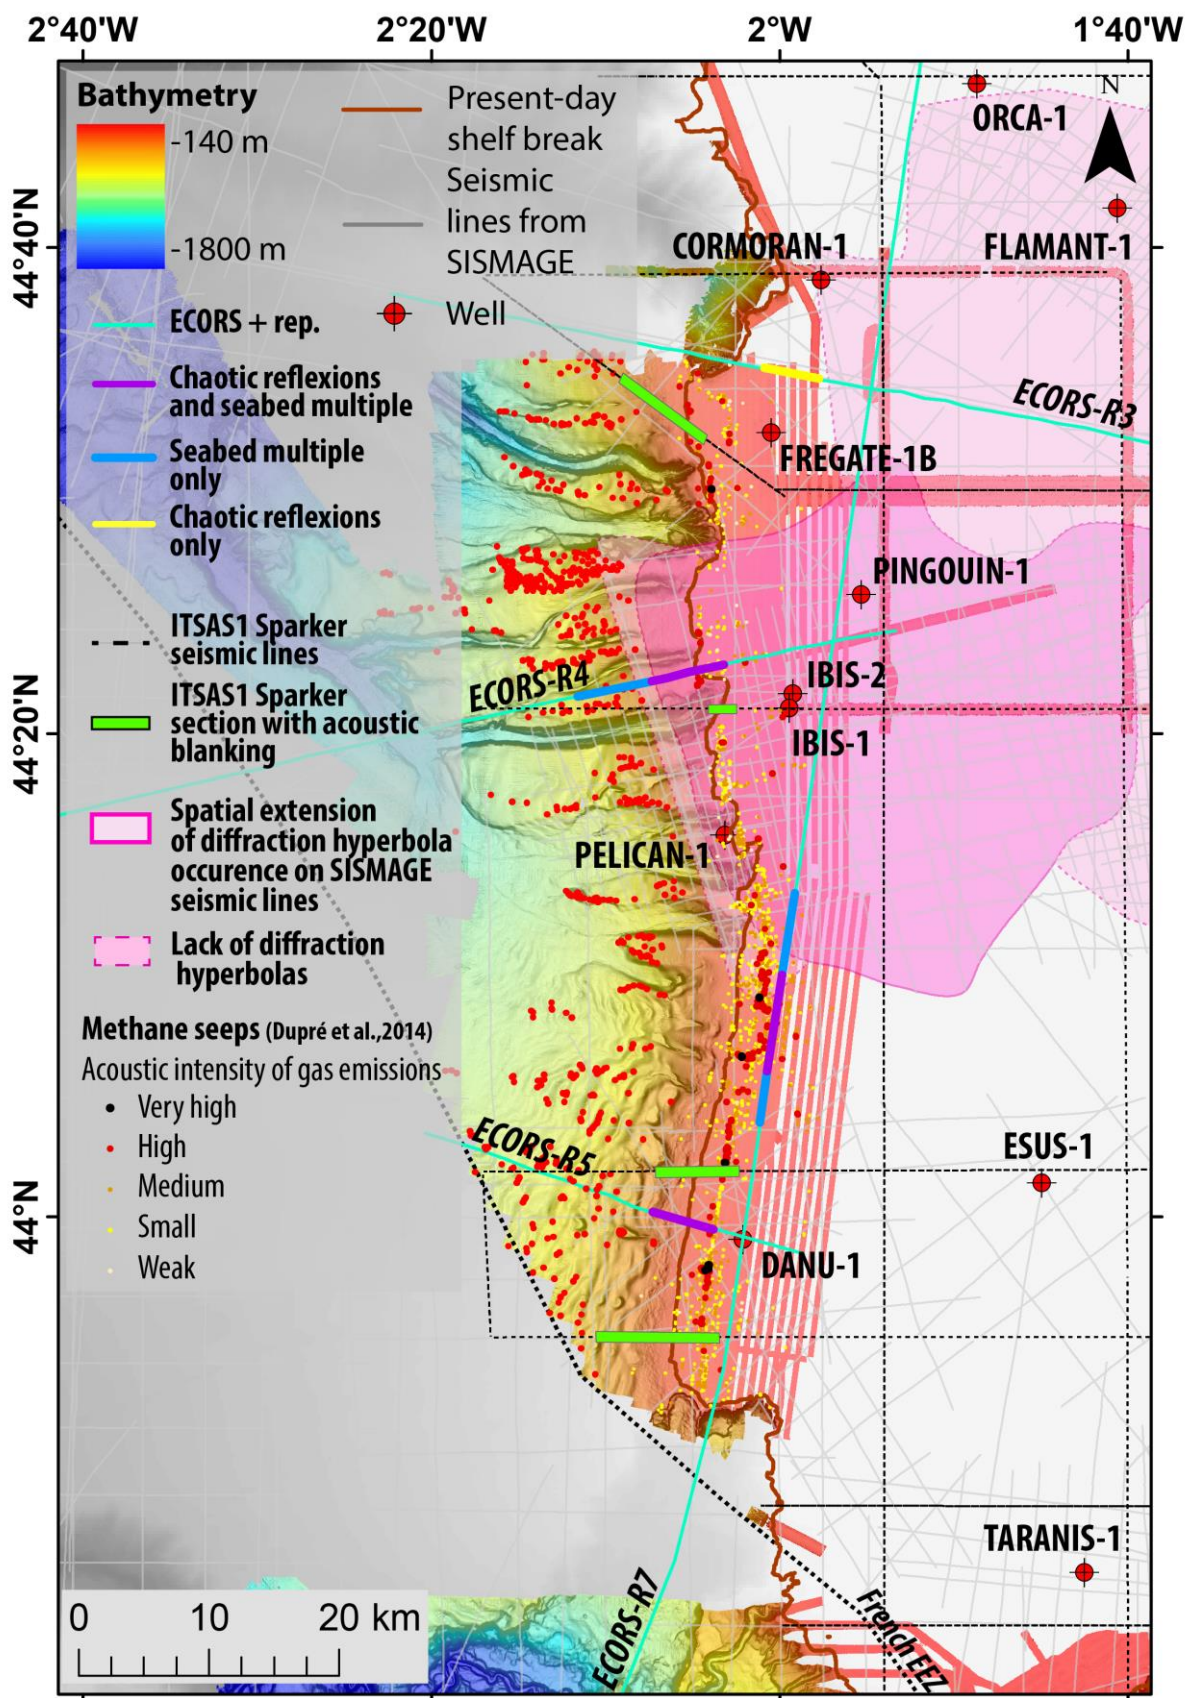 2°40'W 2°20'W 2°W 1°40'W
Bathymetry
-140 m
-1800 m
Present-day
shelf break
Seismic
lines from
SISMAGE
Well
ECORS + rep.
Chaotic reflexions
and seabed multiple
Seabed multiple
only
Chaotic reflexions
only
ITSAS1 Sparker
seismic lines
ITSAS1 Sparker
section with acoustic
blanking
Spatial extension
of diffraction hyperbola
occurence on SISMAGE
seismic lines
Lack of diffraction
hyperbolas
Methane seeps (Dupré et al.,2014)
Acoustic intensity of gas emissions
Very high
High
Medium
Small
Weak
0 10 20 km
44°40'N
44°20'N
44°N
N
ORCA-1
FLAMANT-1
CORMORAN-1
ECORS-R3
FREGATE-1B
PINGOUIN-1
ECORS-R4
IBIS-2
IBIS-1
PELICAN-1
ECORS-R5
ESUS-1
DANU-1
TARANIS-1
ECORS-R7
French EEZ